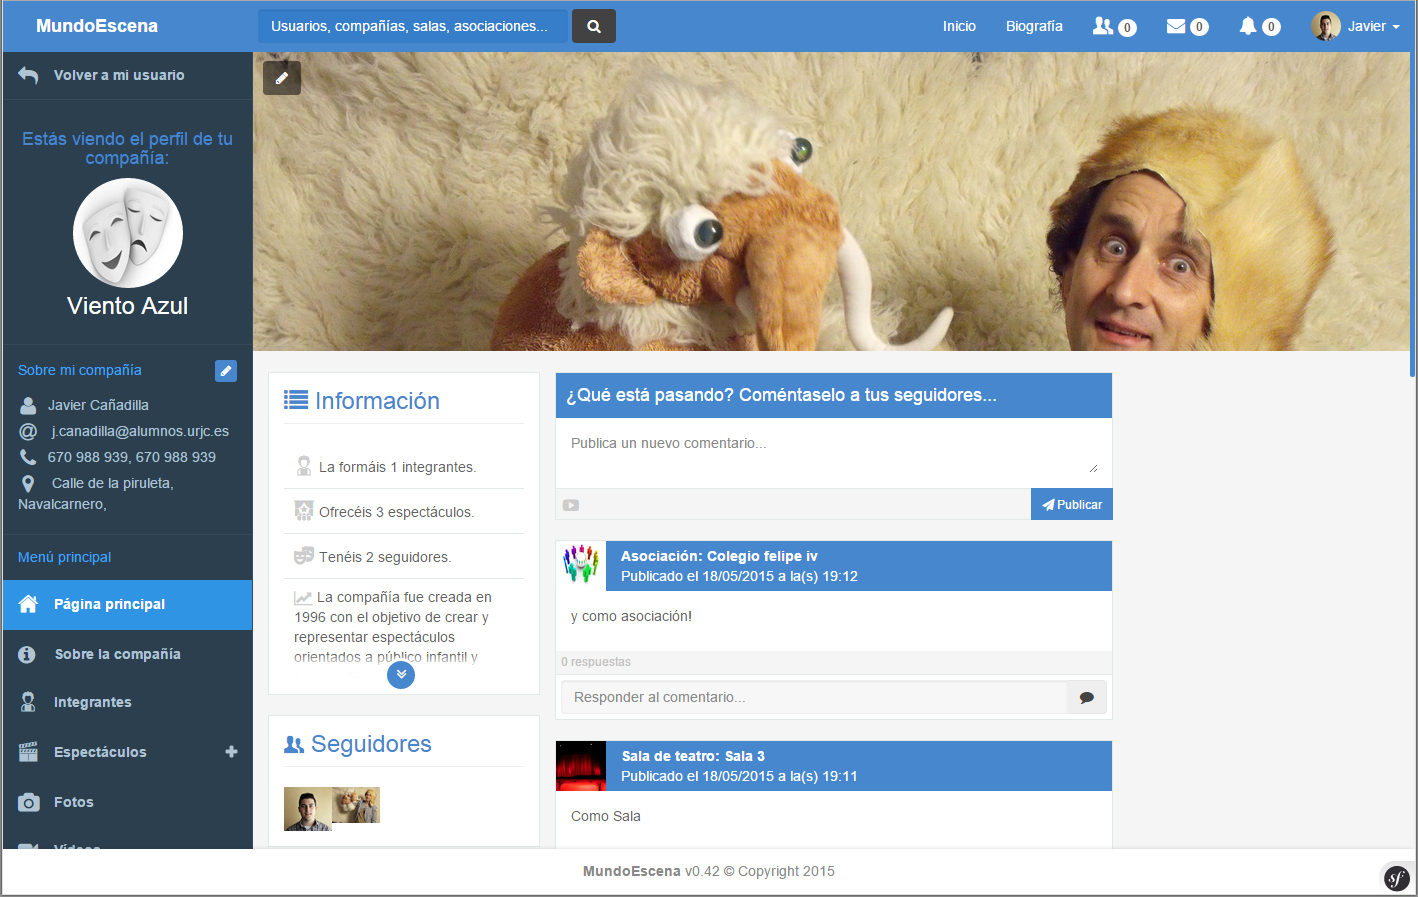 MundoEscena
Usuarios, compañías, salas, asociaciones...
Inicio
Biografía
0
0
0
Javier
Volver a mi usuario
Estás viendo el perfil de tu
compañía:
Viento Azul
Sobre mi compañía
Javier Cañadilla
@ j.canadilla@alumnos.urjc.es
670 988 939, 670 988 939
Calle de la piruleta,
Navalcarnero,
Menú principal
Página principal
Sobre la compañía
Integrantes
Espectáculos
Fotos
Vídeos
Información
La formáis 1 integrantes.
Ofrecéis 3 espectáculos.
Tenéis 2 seguidores.
La compañía fue creada en
1996 con el objetivo de crear y
representar espectáculos
orientados a público infantil y
Seguidores
¿Qué está pasando? Coméntaselo a tus seguidores...
Publica un nuevo comentario...
Publicar
Asociación: Colegio felipe iv
Publicado el 18/05/2015 a la(s) 19:12
y como asociación!
0 respuestas
Responder al comentario...
Sala de teatro: Sala 3
Publicado el 18/05/2015 a la(s) 19:11
Como Sala
MundoEscena v0.42 © Copyright 2015
sf